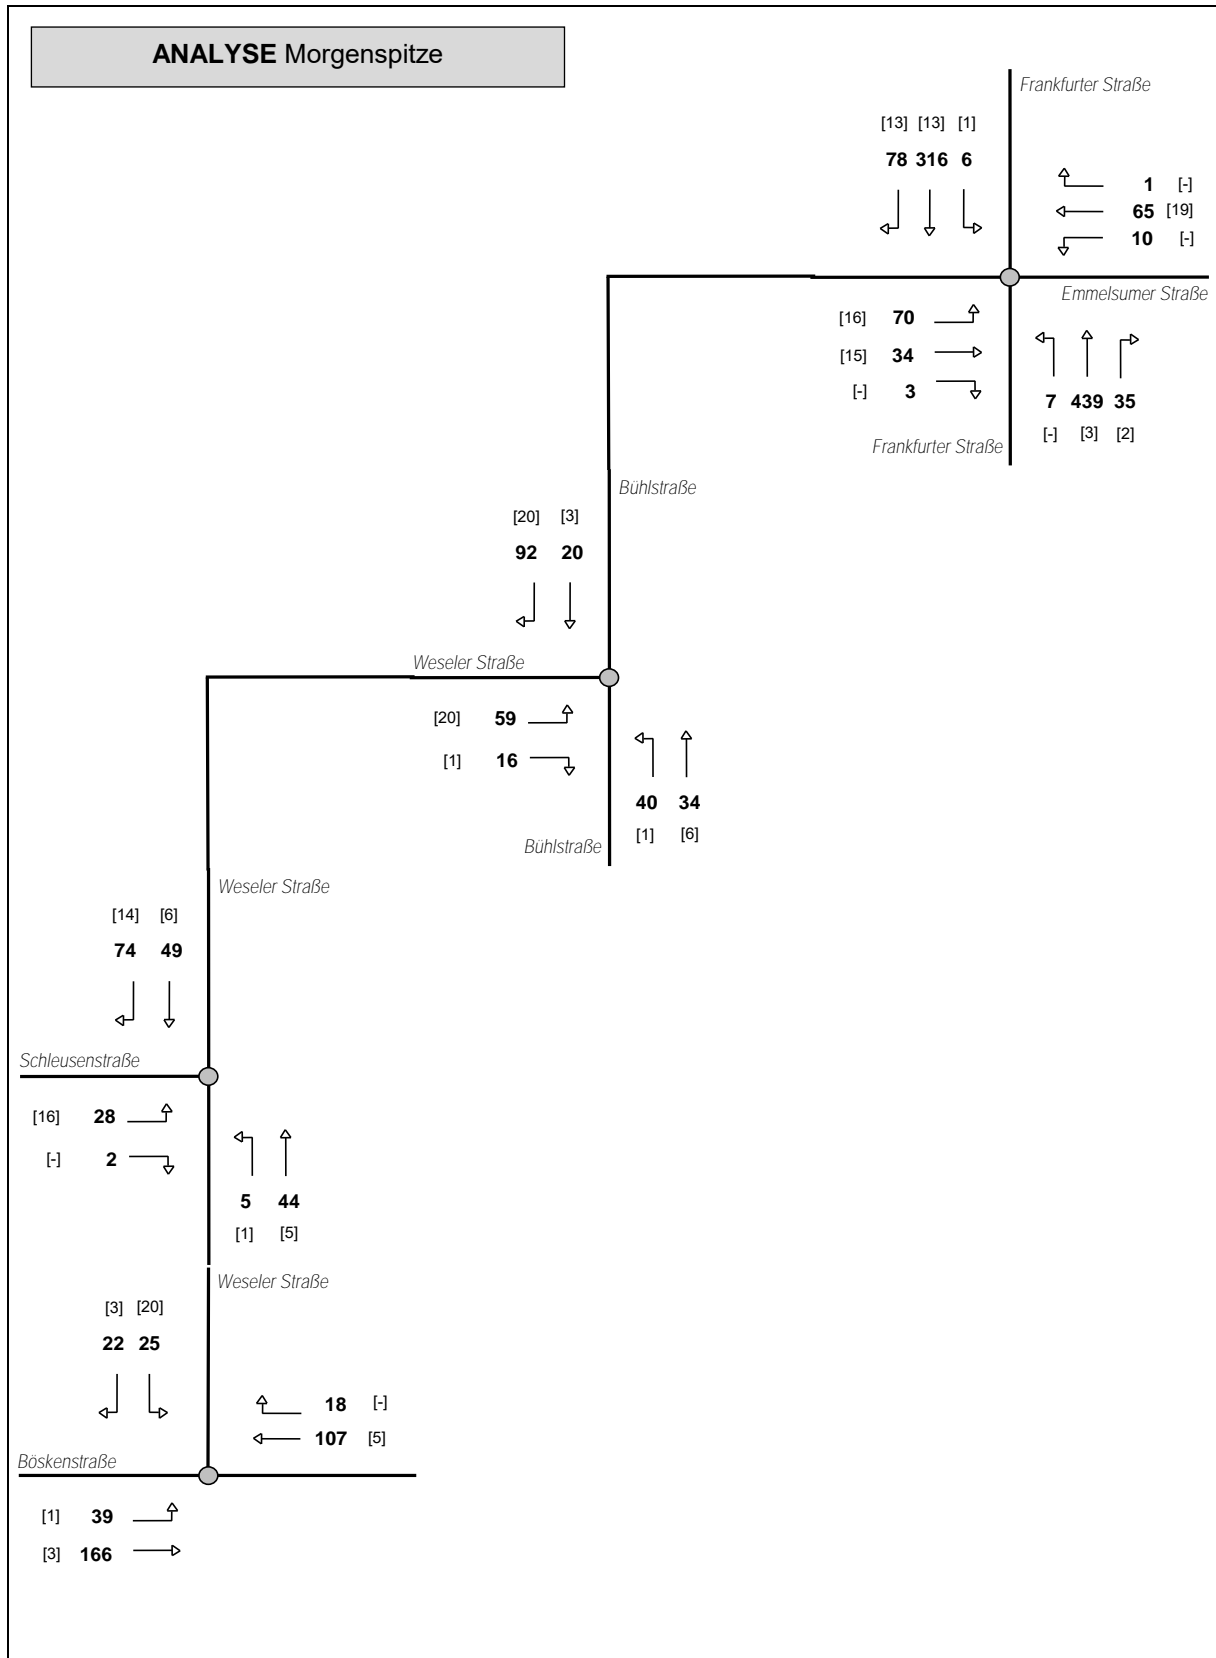 ANALYSE Morgenspitze
Frankfurter Straße
[13] [13] [1]
78 316 6
1 [-]
65 [19]
10 [-]
Emmelsumer Straße
[16] 70
[15] 34
[-] 3
7 439 35
[-] [3] [2]
Frankfurter Straße
Bühlstraße
[20] [3]
92 20
Weseler Straße
[20] 59
[1] 16
40 34
[1] [6]
Bühlstraße
Weseler Straße
[14] [6]
74 49
Schleusenstraße
[16] 28
[-] 2
5 44
[1] [5]
Weseler Straße
[3] [20]
22 25
18 [-]
107 [5]
Böskenstraße
[1] 39
[3] 166